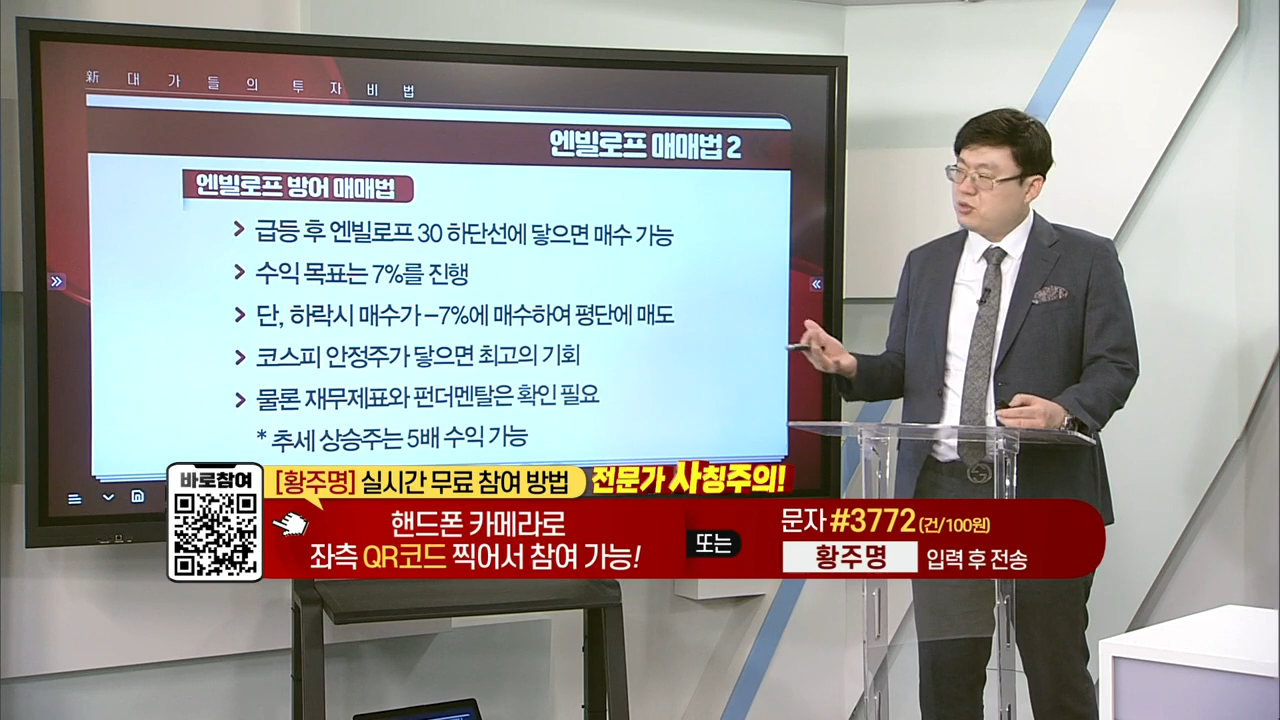 新 대가들의 투자비법
엔빌로프 매매법 2
엔빌로프 방어 매매법
급등 후 엔빌로프 30 하단선에 닿으면 매수 가능
수익 목표는 7%를 진행
단, 하락시 매수가 -7%에 매수하여 평단에 매도
코스피 안정주가 닿으면 최고의 기회
물론 재무제표와 펀더멘탈은 확인 필요
* 추세 상승주는 5배 수익 가능
바로참여
[황주명] 실시간 무료 참여 방법
전문가 사칭주의!
핸드폰 카메라로
좌측 QR코드 찍어서 참여 가능!
또는
문자 #3772 (건/100원)
황주명 입력 후 전송